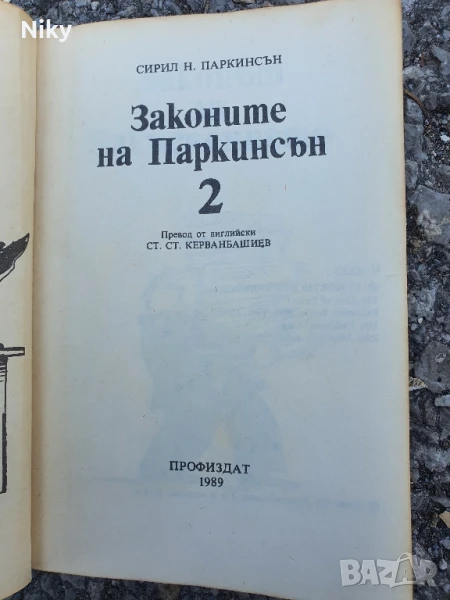 Niky
СИРИЛ Н. ПАРКИНСЪН
Законите
на Паркинсън
2
Превод от английски
СТ. СТ. КЕРВАНБАШИЕВ
ПРОФИЗДАТ
1989
BAZAR